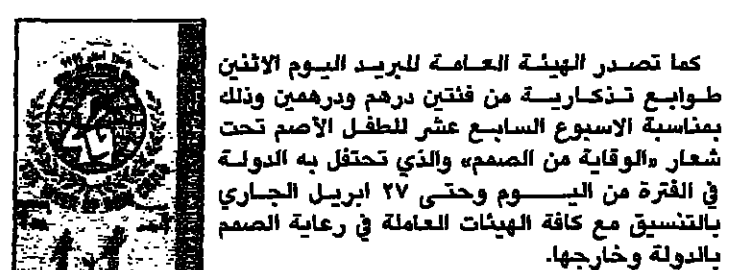 كما تصدر الهيئة العامة للبريد اليوم الاثنين
طوابع تذكارية من فئتين درهم ودرهمين وذلك
بمناسبة الاسبوع السابع عشر للطفل الأصم تحت
شعار «الوقاية من الصمم» والذي تحتفل به الدولة
في الفترة من اليوم وحتى ٢٧ ابريل الجاري
بالتنسيق مع كافة الهيئات العاملة في رعاية الصمم
بالدولة وخارجها.